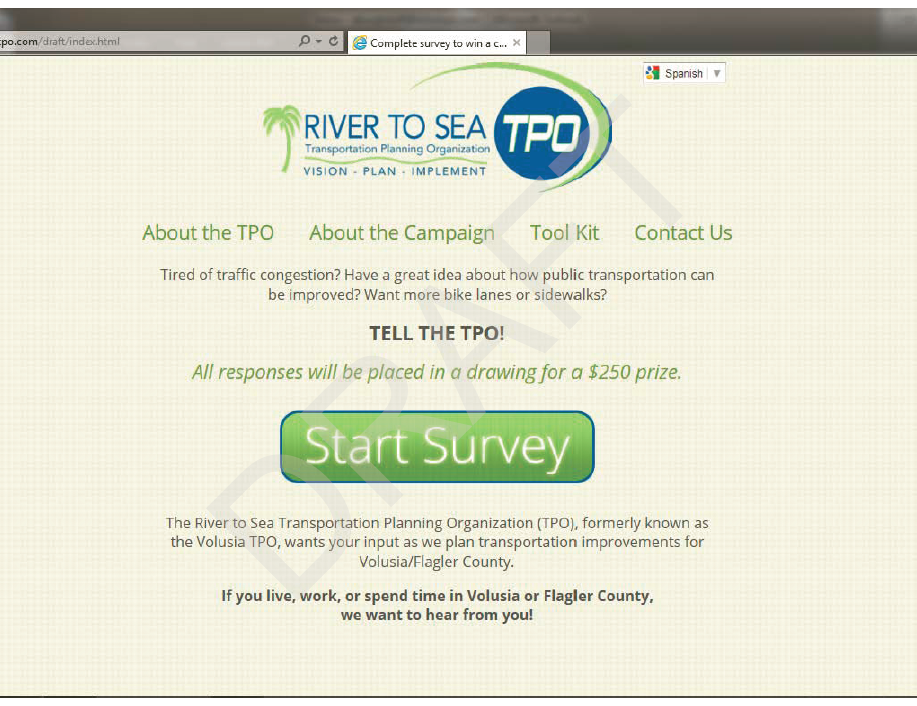 po.com/draft/index.html
Complete survey to win a c...
Spanish
RIVER TO SEA
TPO
Transportation Planning Organization
VISION - PLAN - IMPLEMENT
About the TPO About the Campaign Tool Kit Contact Us
Tired of traffic congestion? Have a great idea about how public transportation can
be improved? Want more bike lanes or sidewalks?
TELL THE TPO!
All responses will be placed in a drawing for a $250 prize.
Start Survey
The River to Sea Transportation Planning Organization (TPO), formerly known as
the Volusia TPO, wants your input as we plan transportation improvements for
Volusia/Flagler County.
If you live, work, or spend time in Volusia or Flagler County,
we want to hear from you!
DRAFT